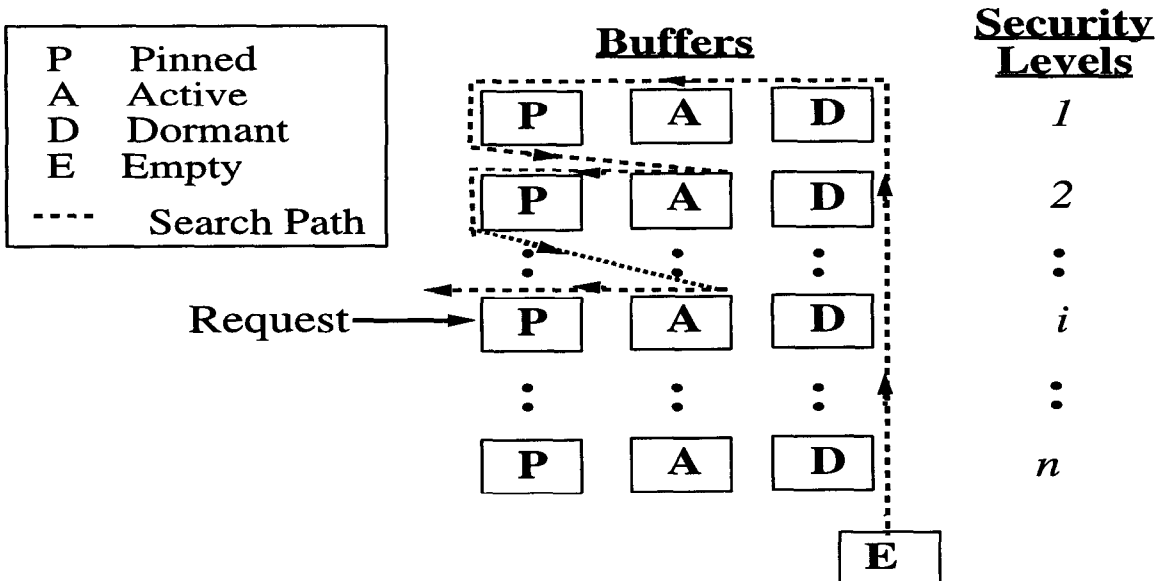 P Pinned
A Active
D Dormant
E Empty
Search Path
Buffers
Security
Levels
P A D 1
P A D 2
Request
P A D i
P A D n
E